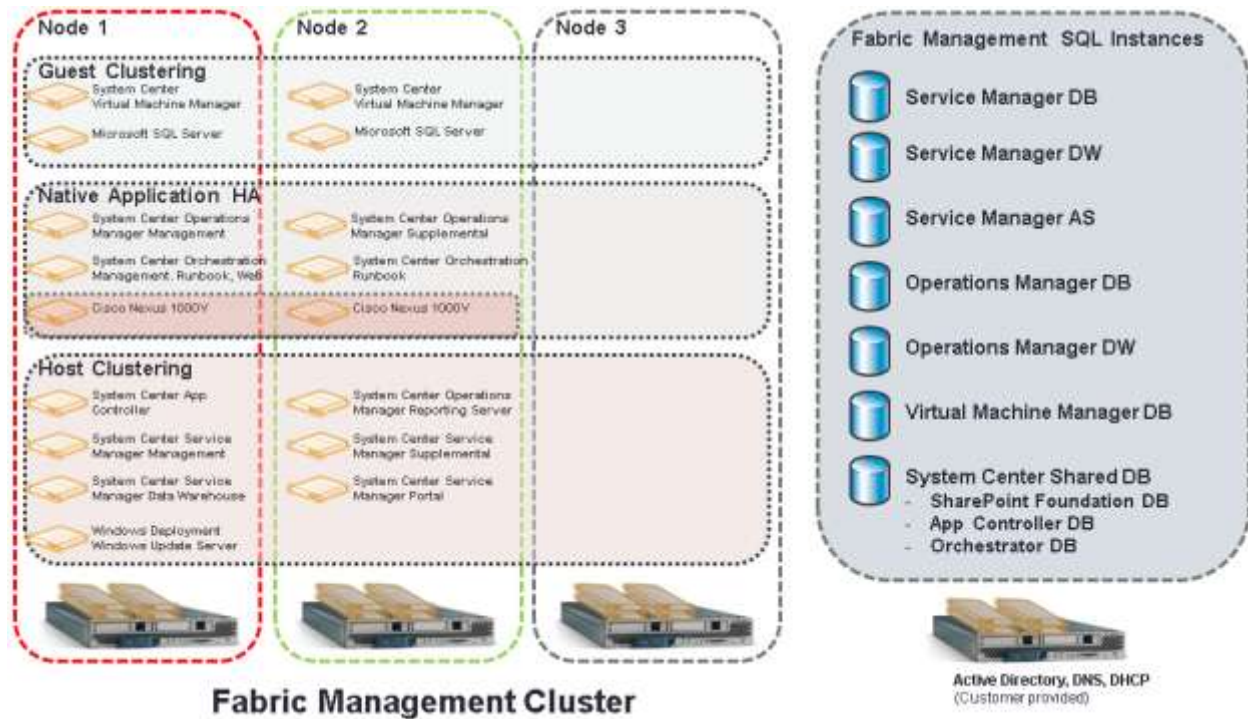 Node 1
Node 2
Node 3
Guest Clustering
System Center
Virtual Machine Manager
System Center
Virtual Machine Manager
Microsoft SQL Server
Microsoft SQL Server
Native Application HA
System Center Operations
Manager Management
System Center Operations
Manager Supplemental
System Center Orchestration
Management, Runbook, Web
System Center Orchestration
Runbook
Cisco Nexus 1000V
Cisco Nexus 1000V
Host Clustering
System Center App
Controller
System Center Operations
Manager Reporting Server
System Center Service
Manager Management
System Center Service
Manager Supplemental
System Center Service
Manager Data Warehouse
System Center Service
Manager Portal
Windows Deployment
Windows Update Server
Fabric Management Cluster
Fabric Management SQL Instances
Service Manager DB
Service Manager DW
Service Manager AS
Operations Manager DB
Operations Manager DW
Virtual Machine Manager DB
System Center Shared DB
- SharePoint Foundation DB
- App Controller DB
- Orchestrator DB
Active Directory, DNS, DHCP
(Customer provided)